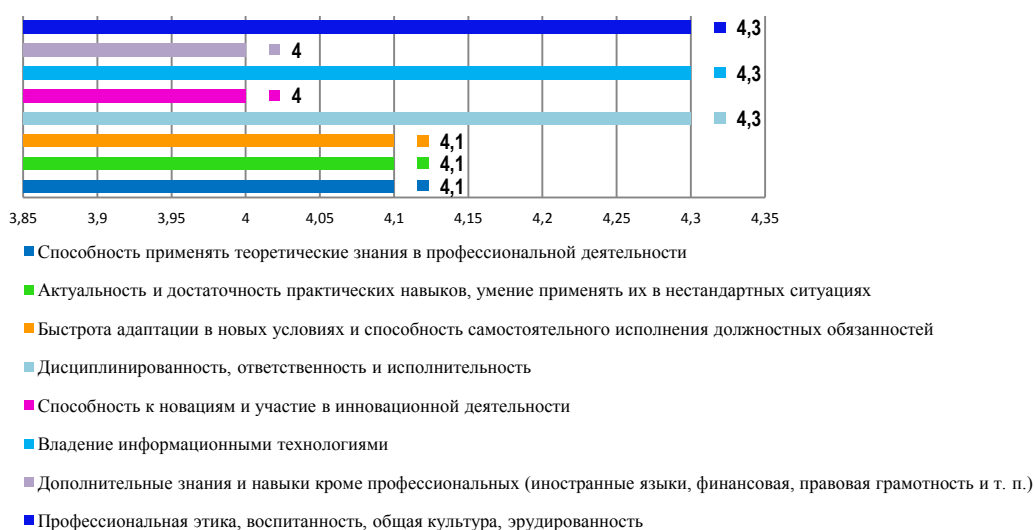 4,3
4
4,3
4
4,3
4,1
4,1
4,1
3,85 3,9 3,95 4 4,05 4,1 4,15 4,2 4,25 4,3 4,35
Способность применять теоретические знания в профессиональной деятельности
Актуальность и достаточность практических навыков, умение применять их в нестандартных ситуациях
Быстрота адаптации в новых условиях и способность самостоятельного исполнения должностных обязанностей
Дисциплинированность, ответственность и исполнительность
Способность к новациям и участие в инновационной деятельности
Владение информационными технологиями
Дополнительные знания и навыки кроме профессиональных (иностранные языки, финансовая, правовая грамотность и т. п.)
Профессиональная этика, воспитанность, общая культура, эрудированность